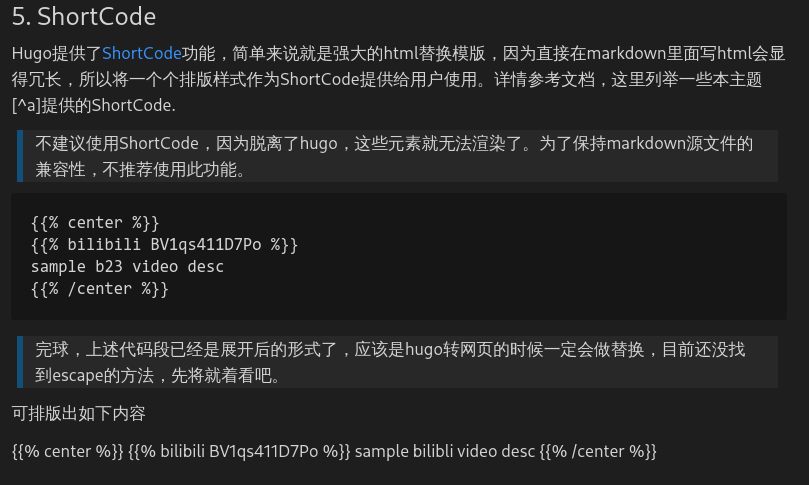 5. ShortCode
Hugo提供了ShortCode功能，简单来说就是强大的html替换模版，因为直接在markdown里面写html会显
得冗长，所以将一个个排版样式作为ShortCode提供给用户使用。详情参考文档，这里列举一些本主题
[^a]提供的ShortCode.
不建议使用ShortCode，因为脱离了hugo，这些元素就无法渲染了。为了保持markdown源文件的
兼容性，不推荐使用此功能。
{{% center %}}
{{% bilibili BV1qs411D7Po %}}
sample b23 video desc
{{% /center %}}
完球，上述代码段已经是展开后的形式了，应该是hugo转网页的时候一定会做替换，目前还没找
到escape的方法，先将就着看吧。
可排版出如下内容
{{% center %}} {{% bilibili BV1qs411D7Po %}} sample bilibli video desc {{% /center %}}